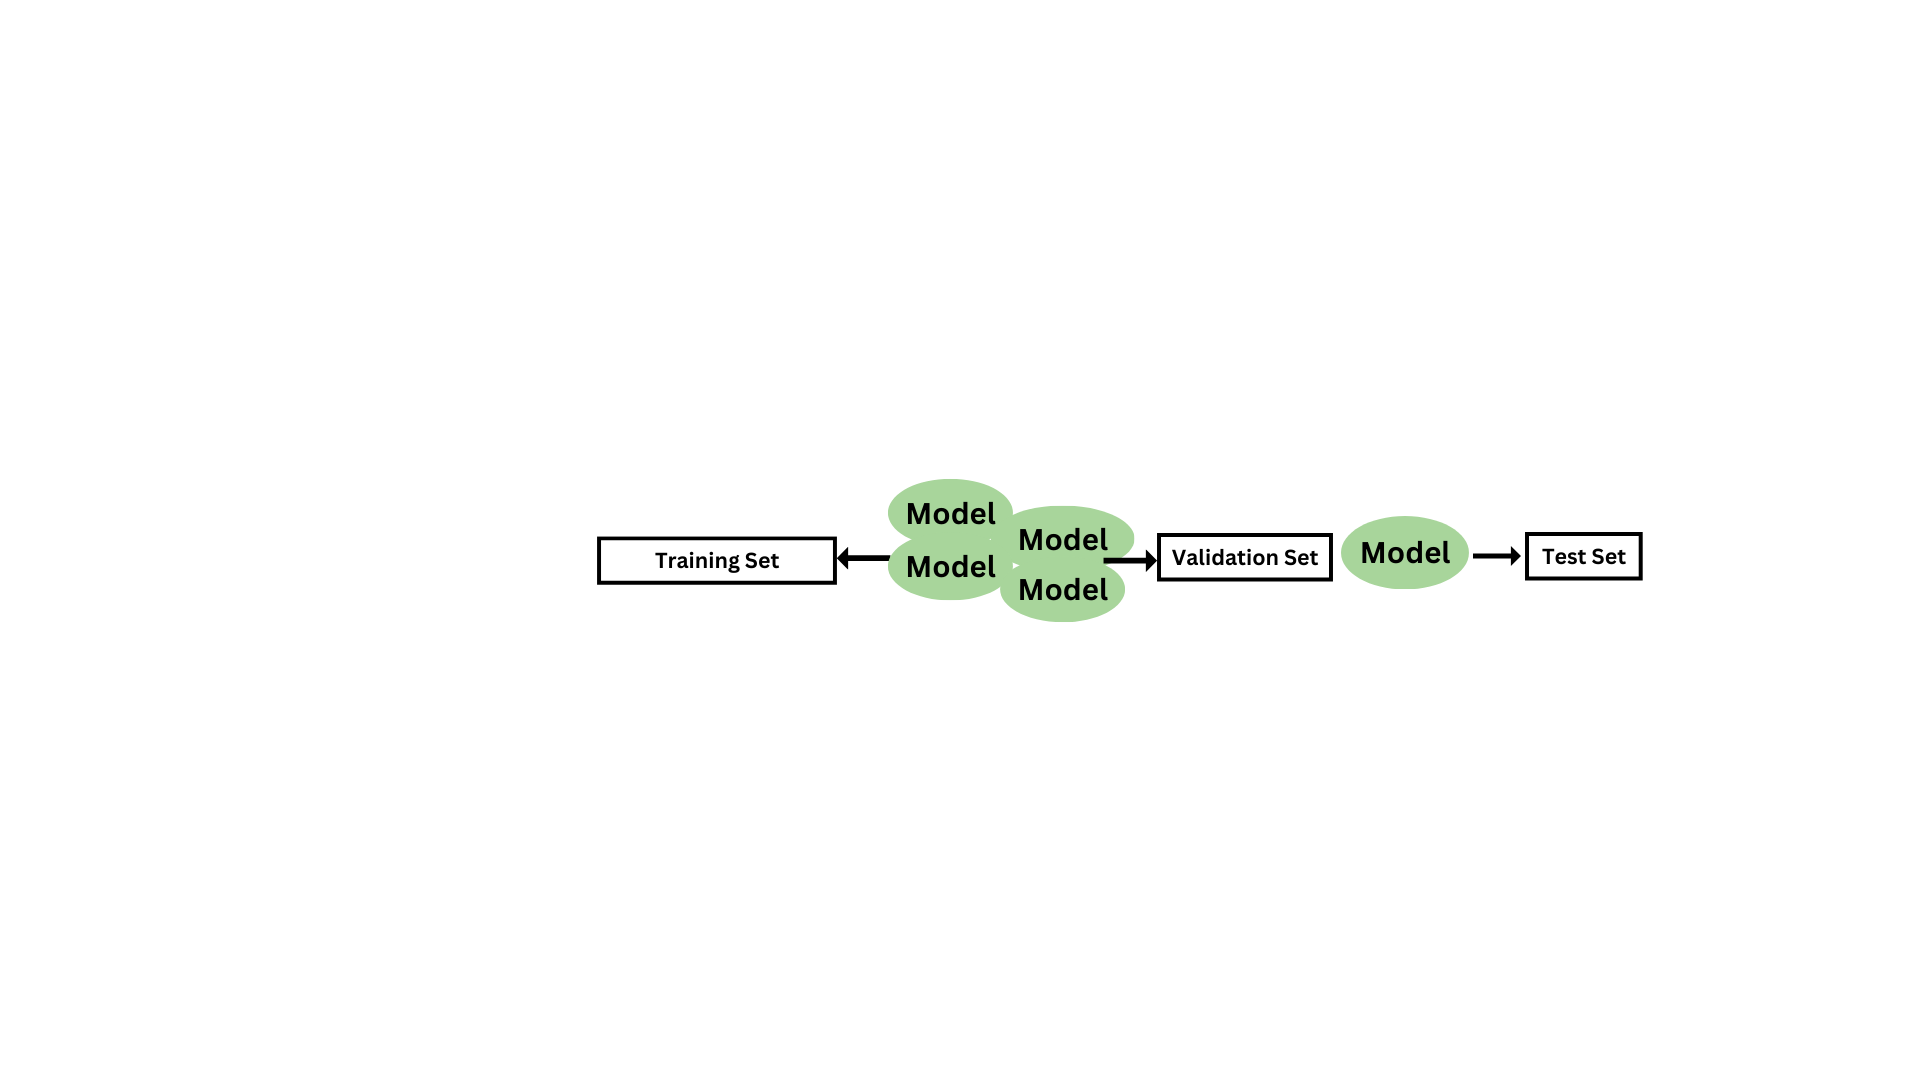 Training Set
Model
Model
Model
Model
Validation Set
Model
Test Set